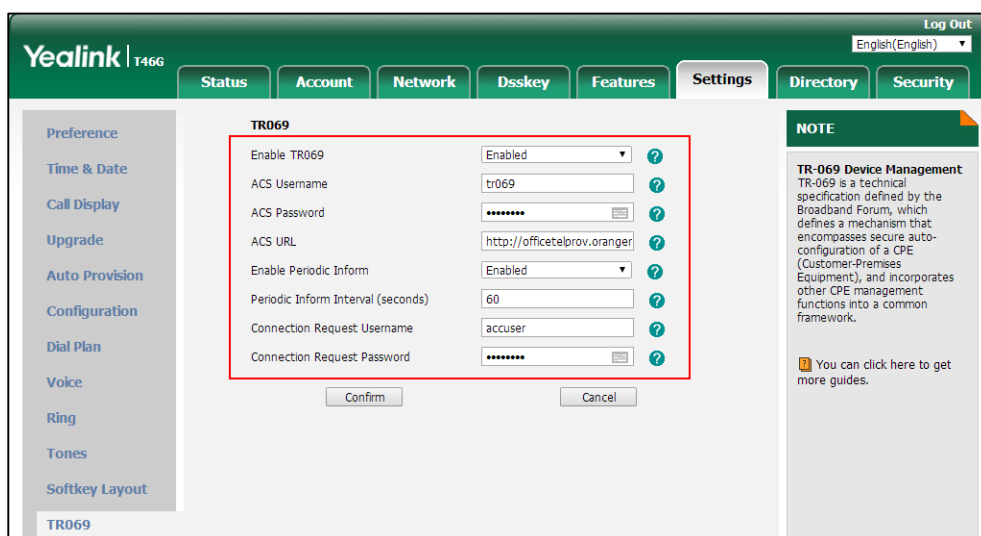 Log Out
English(English)
Yealink | T46G
Status Account Network Dsskey Features Settings Directory Security
Preference
Time & Date
Call Display
Upgrade
Auto Provision
Configuration
Dial Plan
Voice
Ring
Tones
Softkey Layout
TR069
TR069
Enable TR069 Enabled ?
ACS Username tr069 ?
ACS Password •••••••• ?
ACS URL http://officetelprov.oranger ?
Enable Periodic Inform Enabled ?
Periodic Inform Interval (seconds) 60 ?
Connection Request Username accuser ?
Connection Request Password •••••••• ?
Confirm Cancel
NOTE
TR-069 Device Management
TR-069 is a technical
specification defined by the
Broadband Forum, which
defines a mechanism that
encompasses secure auto-
configuration of a CPE
(Customer-Premises
Equipment), and incorporates
other CPE management
functions into a common
framework.
? You can click here to get
more guides.